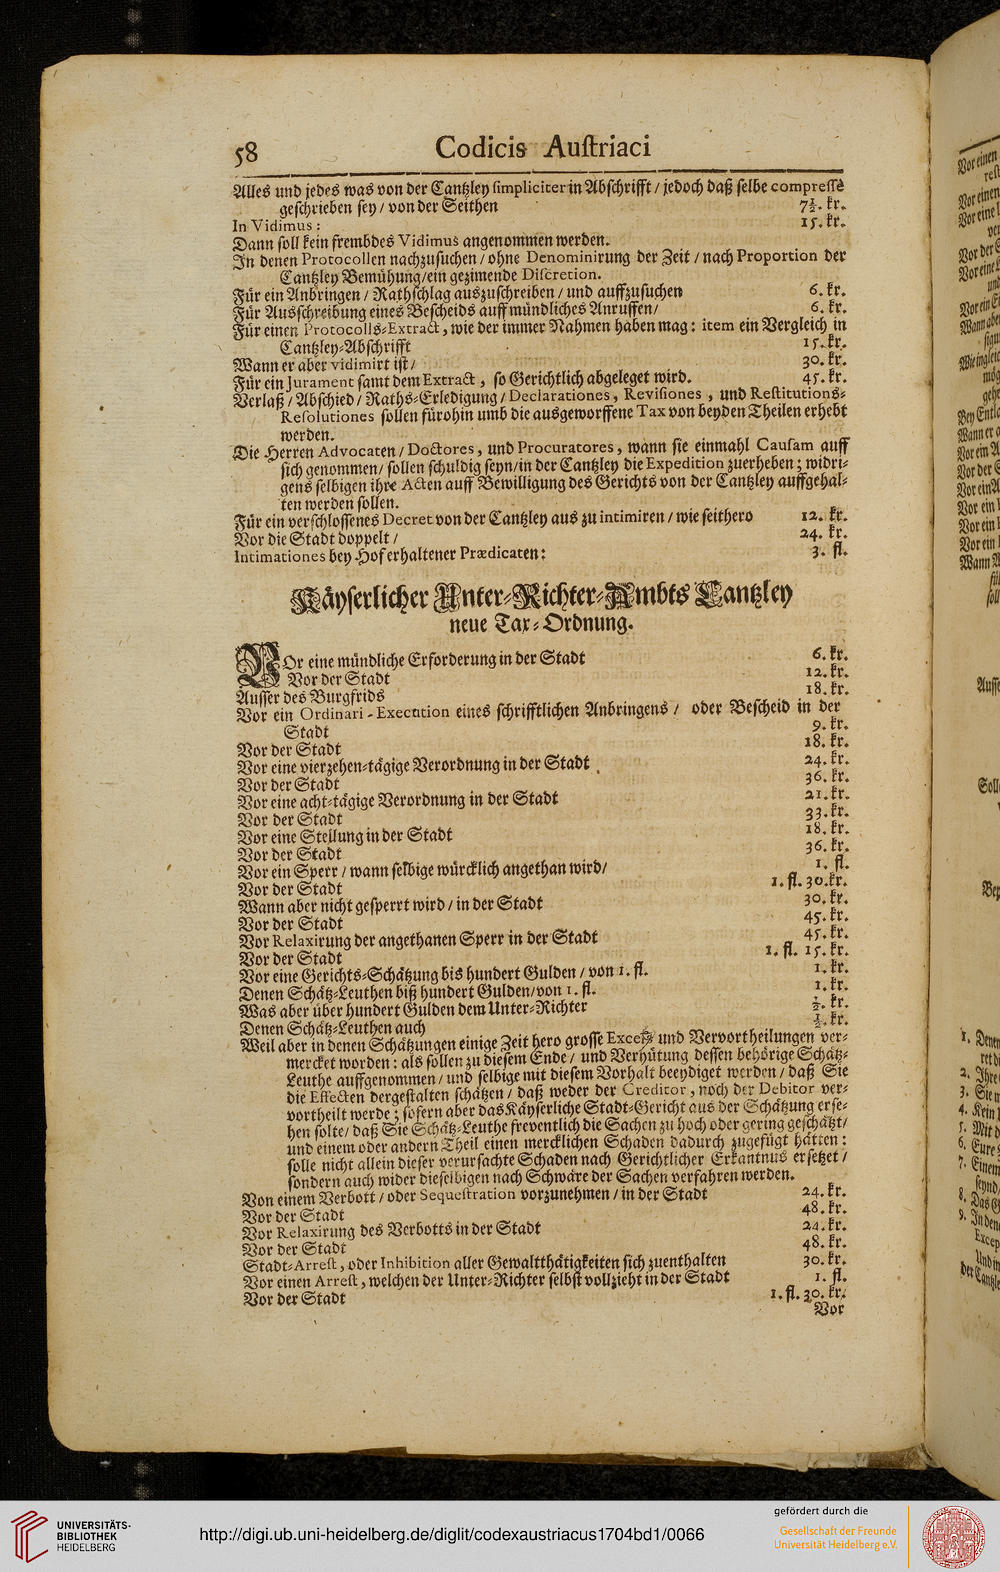 58 Codicis Austriaci
Alles und jedes was von der Cantzley simpliciter in Abschrifft / jedoch daß selbe compressè
geschrieben sey / von der Seithen 7½. kr.
In Vidimus: 15. kr.
Dann soll kein frembdes Vidimus angenommen werden.
In denen Protocollen nachzusuchen / ohne Denominirung der Zeit / nach Proportion der
Cantzley Bemühung/ein gezimende Discretion.
Für ein Anbringen / Rathschlag auszuschreiben / und auffzusuchen 6. kr.
Für Ausschreibung eines Bescheids auff mündliches Anruffen/ 6. kr.
Für einen Protocolls-Extract, wie der immer Nahmen haben mag: item ein Vergleich in
Cantzley-Abschrifft 15. kr.
Wann er aber vidimirt ist/ 30. kr.
Für ein Jurament samt dem Extract, so Gerichtlich abgeleget wird. 45. kr.
Verlaß / Abschied / Raths-Erledigung / Declarationes, Revisiones, und Restitutions-
Resolutiones sollen fürohin umb die ausgeworffene Tax von beyden Theilen erhebt
werden.
Die Herren Advocaten / Doctores, und Procuratores, wann sie einmahl Causam auff
sich genommen / sollen schuldig seyn/in der Cantzley die Expedition zuerheben; widri-
gens selbigen ihre Acten auff Bewilligung des Gerichts von der Cantzley auffgehal-
ten werden sollen.
Für ein verschlossenes Decret von der Cantzley aus zu intimiren / wie seithero 12. kr.
Vor die Stadt doppelt / 24. kr.
Intimationes bey Hof erhaltener Prædicaten: 3. fl.
Käyserlicher Unter-Richter-Ambts Cantzley
neue Tax-Ordnung.
VOr eine mündliche Erforderung in der Stadt 6. kr.
Vor der Stadt 12. kr.
Ausser des Burgfrids 18. kr.
Vor ein Ordinari-Execution eines schrifftlichen Anbringens / oder Bescheid in der
Stadt 9. kr.
Vor der Stadt 18. kr.
Vor eine vierzehen-tägige Verordnung in der Stadt 24. kr.
Vor der Stadt 36. kr.
Vor eine acht-tägige Verordnung in der Stadt 21. kr.
Vor der Stadt 33. kr.
Vor eine Stellung in der Stadt 18. kr.
Vor der Stadt 36. kr.
Vor ein Sperr / wann selbige würcklich angethan wird/ 1. fl.
Vor der Stadt 1. fl. 30. kr.
Wann aber nicht gesperrt wird / in der Stadt 30. kr.
Vor der Stadt 45. kr.
Vor Relaxirung der angethanen Sperr in der Stadt 45. kr.
Vor der Stadt 1. fl. 15. kr.
Vor eine Gerichts-Schätzung bis hundert Gulden / von 1. fl. 1. kr.
Denen Schätz-Leuthen biß hundert Gulden/von 1. fl. 1. kr.
Was aber über hundert Gulden dem Unter-Richter ½. kr.
Denen Schätz-Leuthen auch ½. kr.
Weil aber in denen Schätzungen einige Zeit hero grosse Excess und Vervortheilungen ver-
mercket worden: als sollen zu diesem Ende / und Verhütung dessen behörige Schätz-
Leuthe auffgenommen / und selbige mit diesem Vorhalt beeydiget werden / daß Sie
die Effecten dergestalten schätzen / daß weder der Creditor, noch der Debitor ver-
vortheilt werde; sofern aber das Käyserliche Stadt-Gericht aus der Schätzung erse-
hen solte/ daß Sie Schätz-Leuthe freventlich die Sachen zu hoch oder gering geschätzt/
und einem oder andern Theil einen mercklichen Schaden dadurch zugefügt hätten:
solle nicht allein dieser verursachte Schaden nach Gerichtlicher Erkantnus ersetzet /
sondern auch wider dieselbigen nach Schwäre der Sachen verfahren werden.
Von einem Verbott / oder Sequestration vorzunehmen / in der Stadt 24. kr.
Vor der Stadt 48. kr.
Vor Relaxirung des Verbotts in der Stadt 24. kr.
Vor der Stadt 48. kr.
Stadt-Arrest, oder Inhibition aller Gewaltthätigkeiten sich zuenthalten 30. kr.
Vor einen Arrest, welchen der Unter-Richter selbst vollzieht in der Stadt 1. fl.
Vor der Stadt 1. fl. 30. kr.
Vor
UNIVERSITÄTS-
BIBLIOTHEK
HEIDELBERG
http://digi.ub.uni-heidelberg.de/diglit/codexaustriacus1704bd1/0066
gefördert durch die
Gesellschaft der Freunde
Universität Heidelberg e.V.